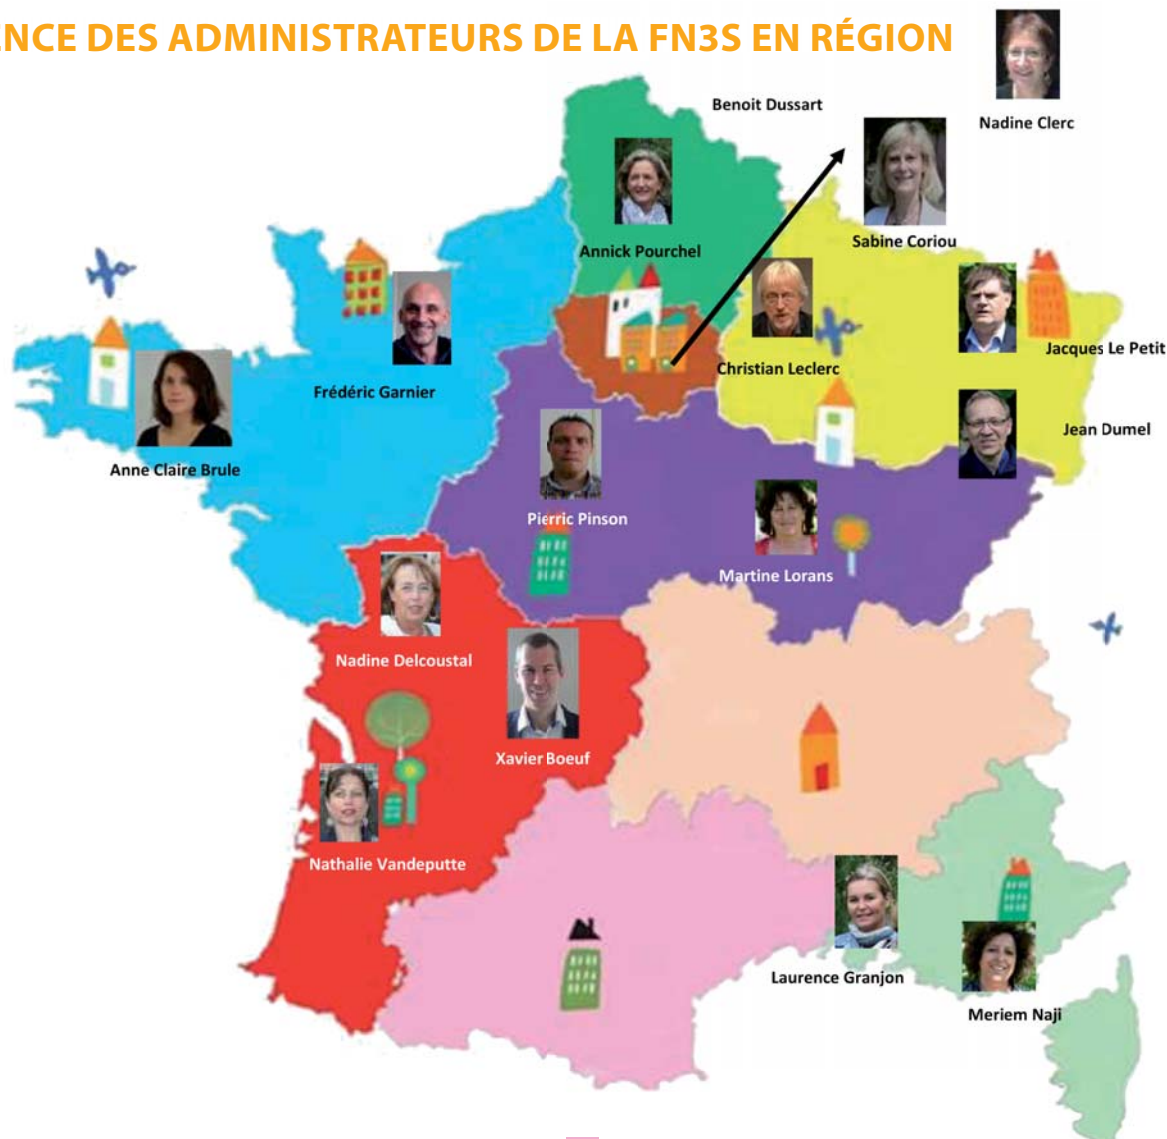 ENCE DES ADMINISTRATEURS DE LA FN3S EN RÉGION
Benoit Dussart
Nadine Clerc
Sabine Coriou
Annick Pourchel
Jacques Le Petit
Christian Leclerc
Frédéric Garnier
Jean Dumel
Anne Claire Brule
Pierric Pinson
Martine Lorans
Nadine Delcoustal
Xavier Boeuf
Nathalie Vandeputte
Laurence Granjon
Meriem Naji